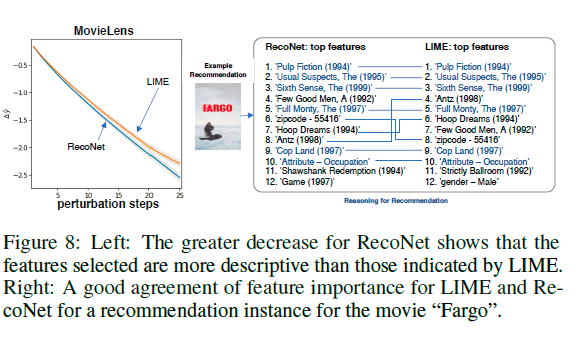 MovieLens
-0.5
-1.0
-1.5
-2.0
-2.5
Δŷ
LIME
RecoNet
5 10 15 20 25
perturbation steps
Example
Recommendation
FARGO
RecoNet: top features
1. 'Pulp Fiction (1994)'
2. 'Usual Suspects, The (1995)'
3. 'Sixth Sense, The (1999)'
4. 'Few Good Men, A (1992)'
5. 'Full Monty, The (1997)'
6. 'zipcode - 55416'
7. 'Hoop Dreams (1994)'
8. 'Antz (1998)'
9. 'Cop Land (1997)'
10. 'Attribute – Occupation'
11. 'Shawshank Redemption (1994)'
12. 'Game (1997)'
LIME: top features
1. 'Pulp Fiction (1994)'
2. 'Usual Suspects, The (1995)'
3. 'Sixth Sense, The (1999)'
4. 'Antz (1998)'
5. 'Full Monty, The (1997)'
6. 'Hoop Dreams (1994)'
7. 'Few Good Men, A (1992)'
8. 'zipcode - 55416'
9. 'Cop Land (1997)'
10. 'Attribute – Occupation'
11. 'Strictly Ballroom (1992)'
12. 'gender – Male'
Reasoning for Recommendation
Figure 8: Left: The greater decrease for RecoNet shows that the
features selected are more descriptive than those indicated by LIME.
Right: A good agreement of feature importance for LIME and Re-
coNet for a recommendation instance for the movie “Fargo”.